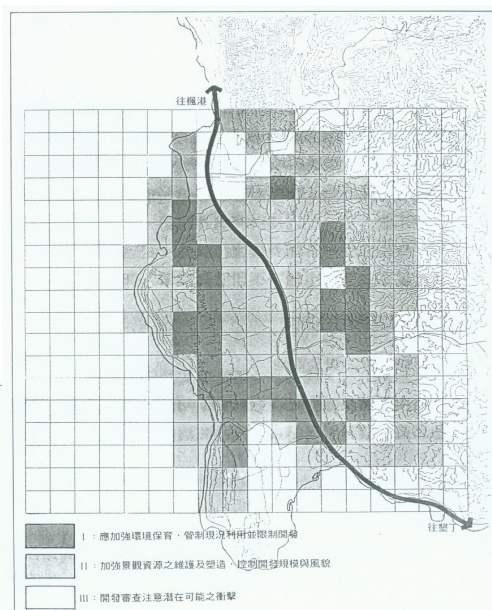 往楓港
往墾丁
I：應加強環境保育，管制現況利用並限制開發
II：加強景觀資源之維護及塑造，控制開發規模與風貌
III：開發審查注意潛在可能之衝擊